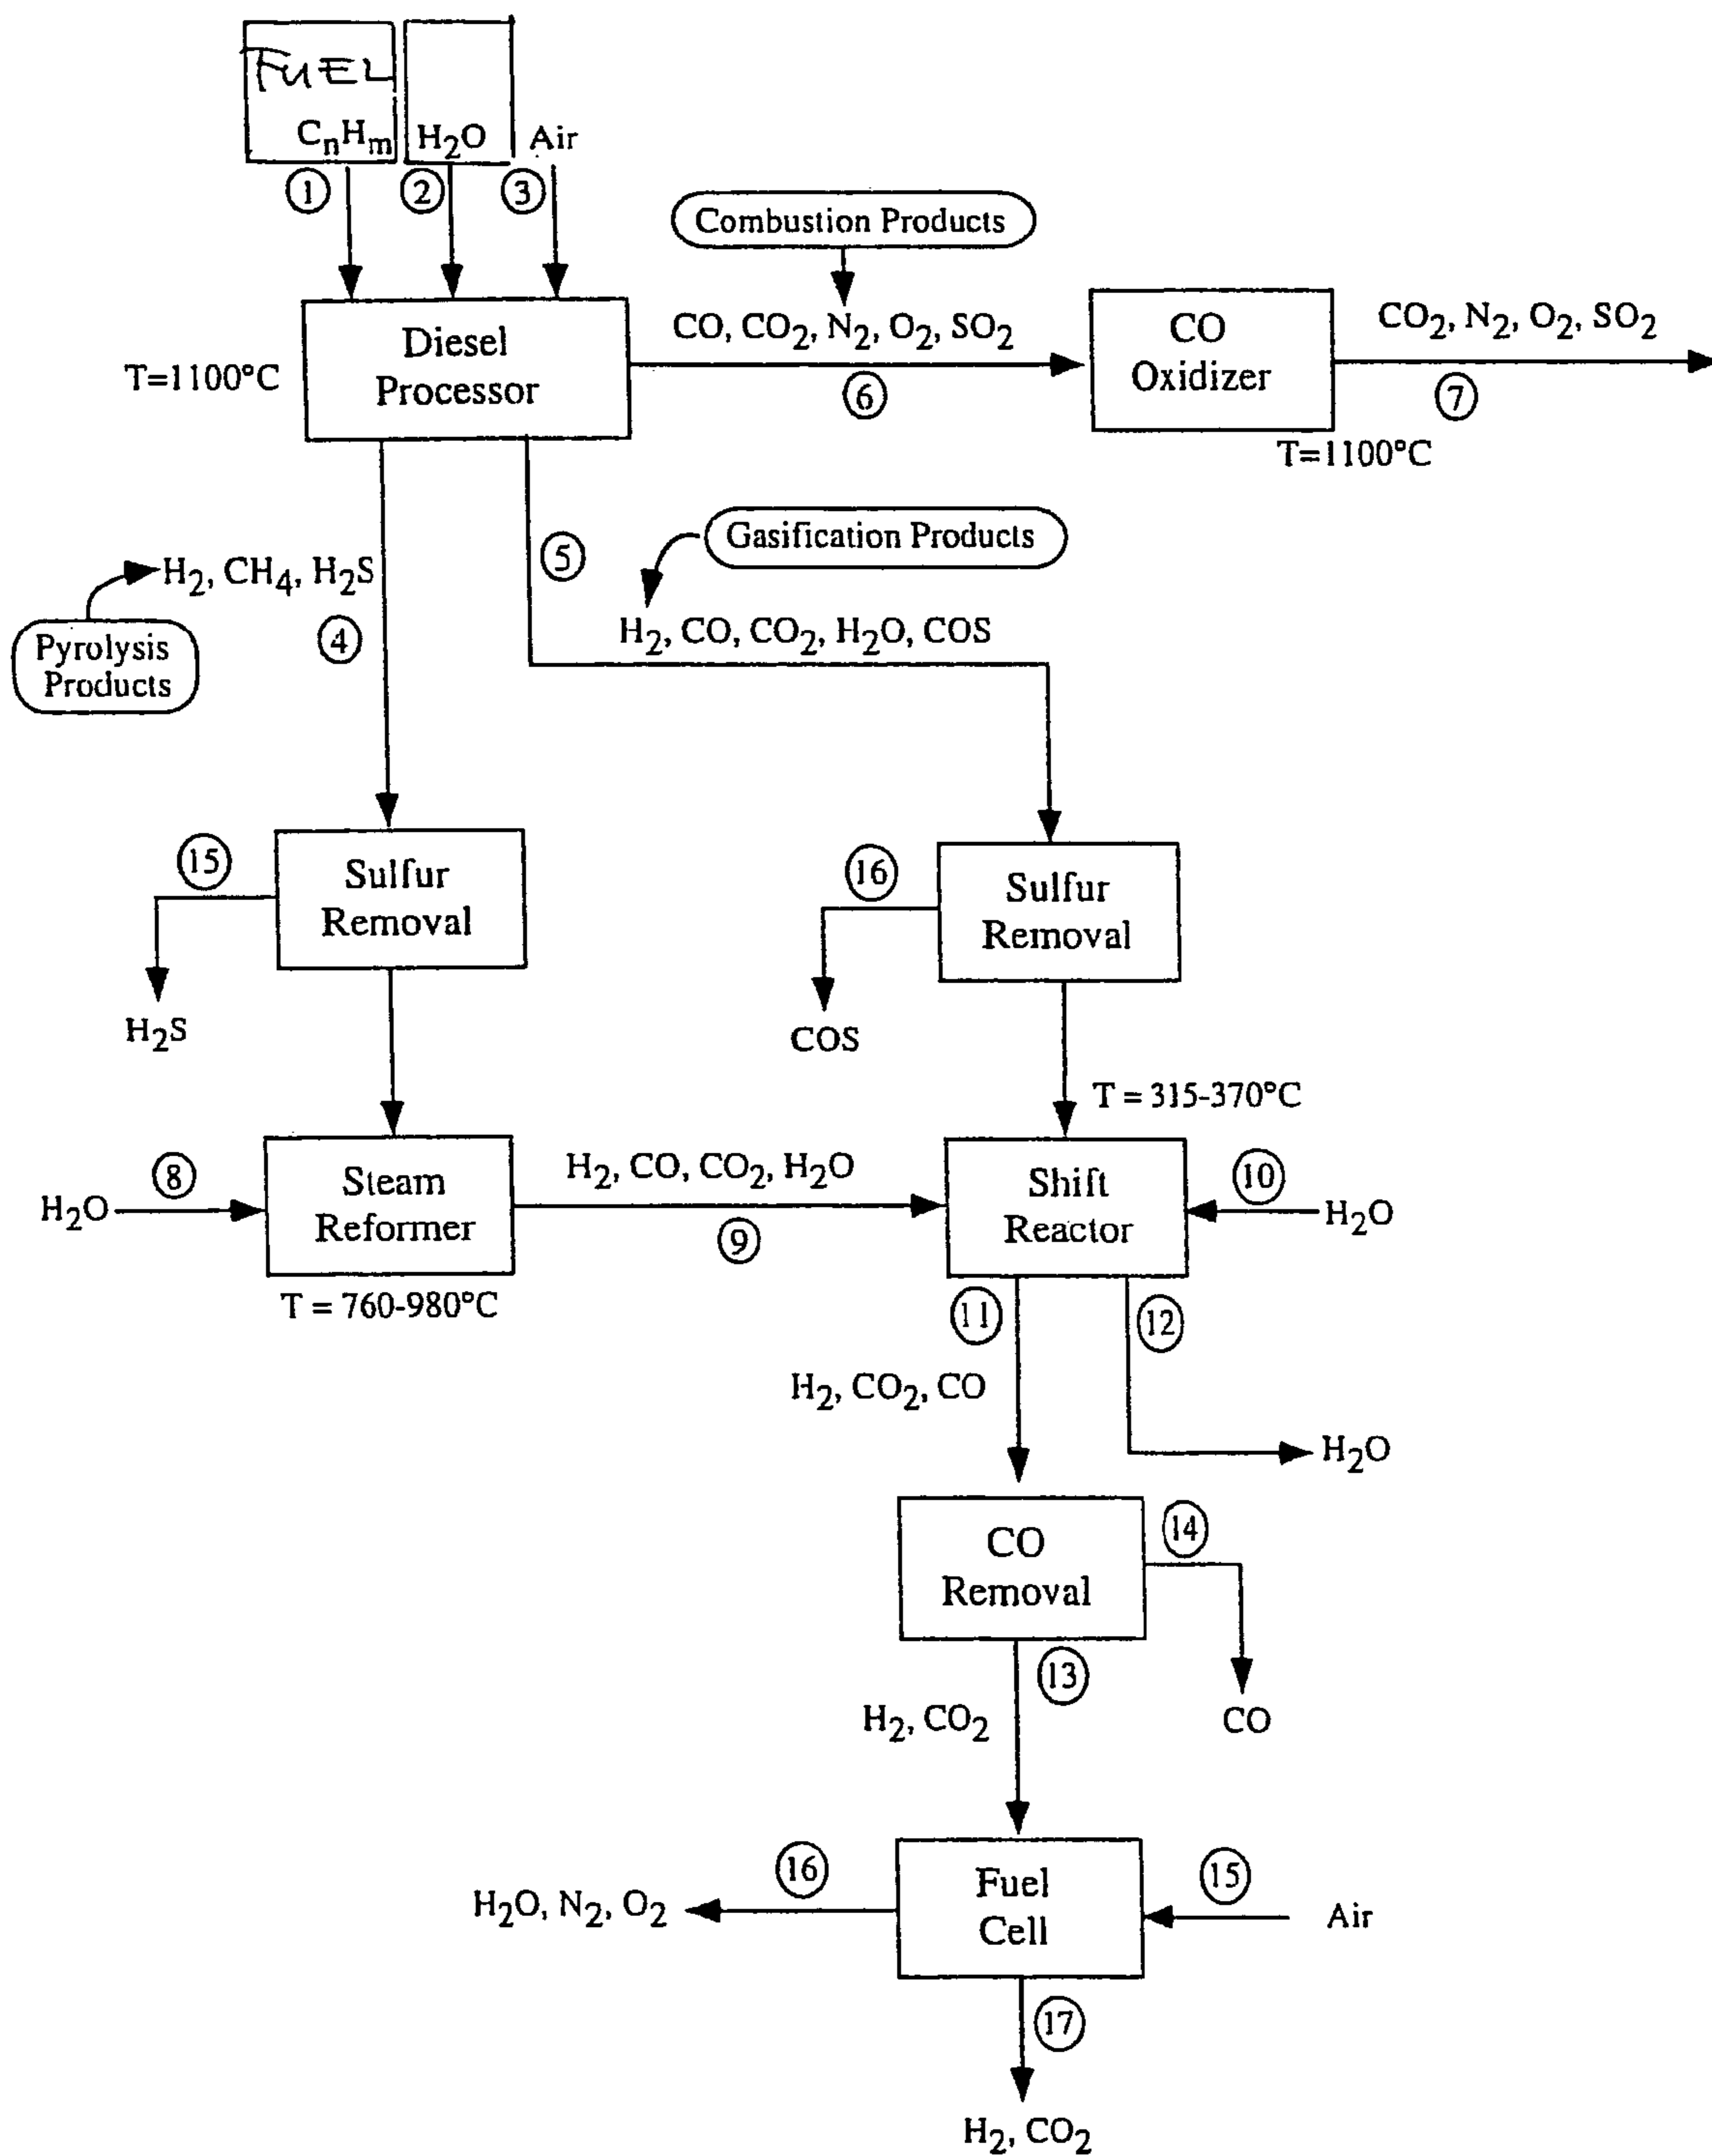 FUEL
CnHm
H2O
Air
1
2
3
Combustion Products
Diesel
Processor
T=1100°C
CO, CO2, N2, O2, SO2
6
CO
Oxidizer
T=1100°C
CO2, N2, O2, SO2
7
Gasification Products
5
H2, CO, CO2, H2O, COS
H2, CH4, H2S
4
Pyrolysis
Products
15
Sulfur
Removal
H2S
16
Sulfur
Removal
COS
T = 315-370°C
H2O
8
Steam
Reformer
T = 760-980°C
H2, CO, CO2, H2O
9
Shift
Reactor
10
H2O
11
12
H2, CO2, CO
H2O
CO
Removal
14
CO
13
H2, CO2
Fuel
Cell
16
H2O, N2, O2
15
Air
17
H2, CO2